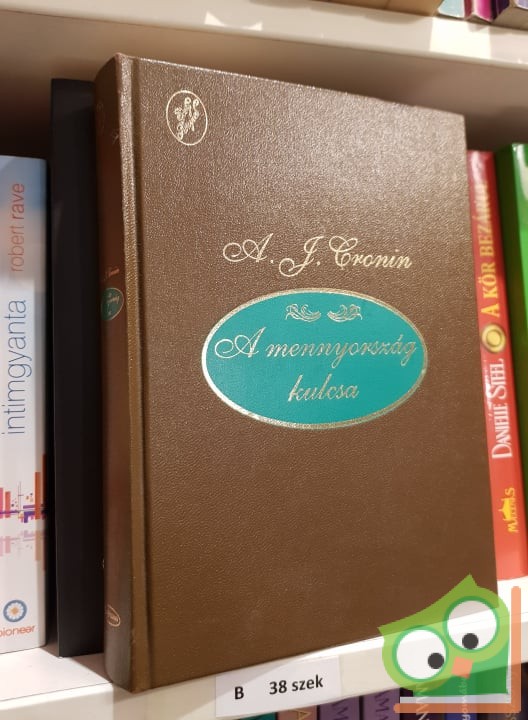 intimgyanta
robert rave
pioneer
A. J. Cronin
A mennyország
kulcsa
DANIELLE STEEL
A KÖR BEZÁRUL
B 38 szek